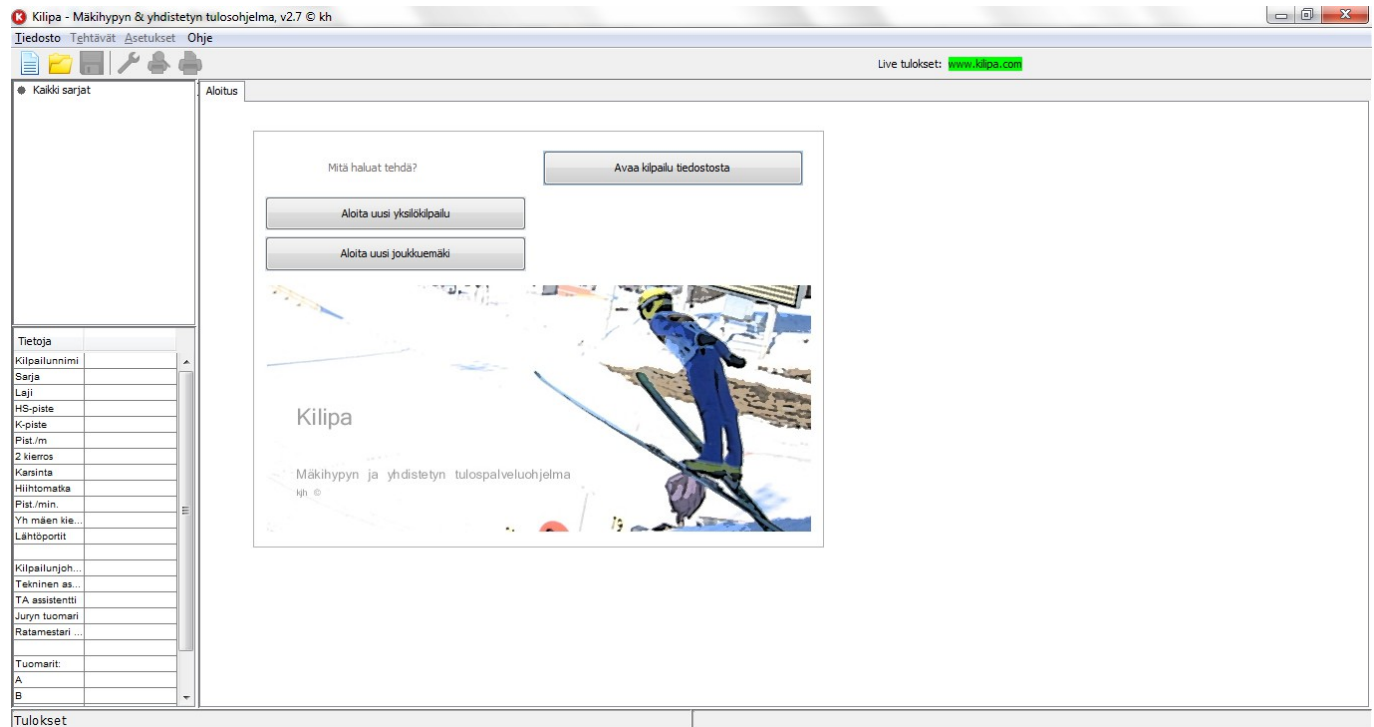 Kilipa - Mäkihypyn & yhdistetyn tulosohjelma, v2.7 © kh
Tiedosto Tehtävät Asetukset Ohje
Live tulokset: www.kilipa.com
Kaikki sarjat
Aloitus
Mitä haluat tehdä?
Avaa kilpailu tiedostosta
Aloita uusi yksilökilpailu
Aloita uusi joukkuemäki
Kilipa
Mäkihypyn ja yhdistetyn tulospalveluohjelma
kjh ©
19
Tietoja
Kilpailunnimi
Sarja
Laji
HS-piste
K-piste
Pist./m
2 kierros
Karsinta
Hiihtomatka
Pist./min.
Yh mäen kie...
Lähtöportit
Kilpailunjoh...
Tekninen as...
TA assistentti
Juryn tuomari
Ratamestari ...
Tuomarit:
A
B
Tulokset